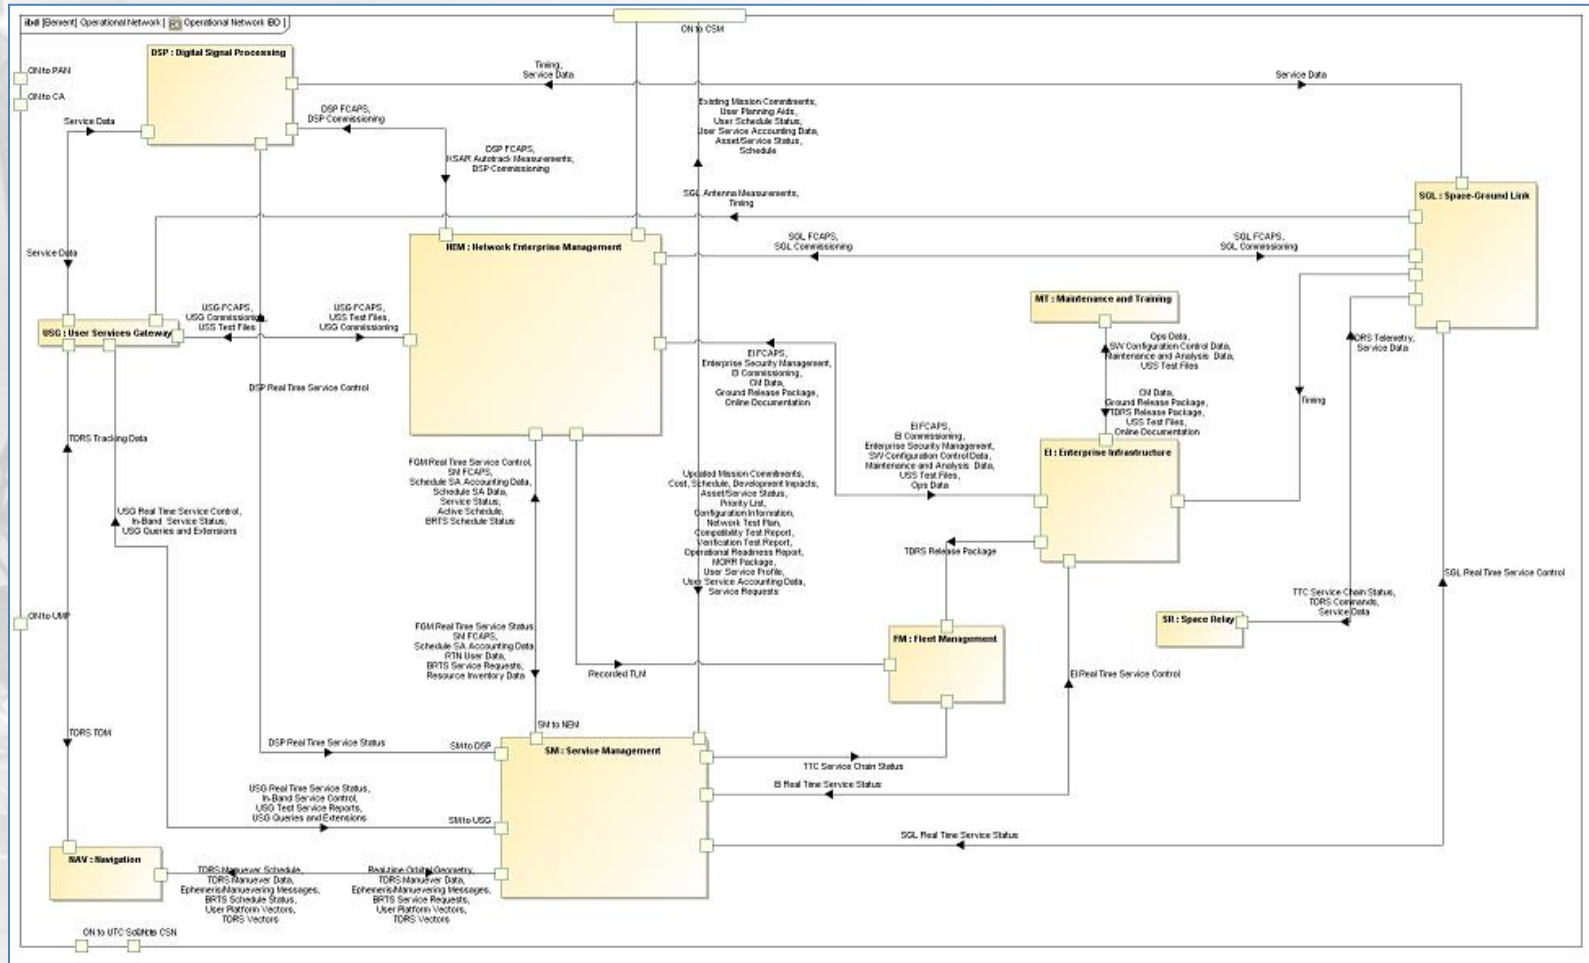 ibd [Element] Operational Network [ Operational Network IBD ]
ON to CSM
DSP : Digital Signal Processing
ON to PAN
ON to CA
Timing,
Service Data
Service Data
Service Data
DSP FCAPS,
DSP Commissioning
Existing Mission Commitments,
User Planning Aids,
User Schedule Status,
User Service Accounting Data,
Asset/Service Status,
Schedule
DSP FCAPS,
KSAR Autotrack Measurements,
DSP Commissioning
SGL Antenna Measurements,
Timing
SGL : Space-Ground Link
NEM : Network Enterprise Management
SGL FCAPS,
SGL Commissioning
SGL FCAPS,
SGL Commissioning
Service Data
MT : Maintenance and Training
USG FCAPS,
USG Commissioning,
USS Test Files
USG FCAPS,
USS Test Files,
USG Commissioning
USG : User Services Gateway
Ops Data,
SW Configuration Control Data,
Maintenance and Analysis Data,
USS Test Files
TDRS Telemetry,
Service Data
EI FCAPS,
Enterprise Security Management,
EI Commissioning,
CM Data,
Ground Release Package,
Online Documentation
DSP Real Time Service Control
CM Data,
Ground Release Package,
TDRS Release Package,
USS Test Files,
Online Documentation
Timing
TDRS Tracking Data
EI FCAPS,
EI Commissioning,
Enterprise Security Management,
SW Configuration Control Data,
Maintenance and Analysis Data,
USS Test Files,
Ops Data
EI : Enterprise Infrastructure
FGM Real Time Service Control,
SM FCAPS,
Schedule SA Accounting Data,
Schedule SA Data,
Service Status,
Active Schedule,
BRTS Schedule Status
Updated Mission Commitments,
Cost, Schedule, Development Impacts,
Asset/Service Status,
Priority List,
Configuration Information,
Network Test Plan,
Compatibility Test Report,
Verification Test Report,
Operational Readiness Report,
MORR Package,
User Service Profile,
User Service Accounting Data,
Service Requests
USG Real Time Service Control,
In-Band Service Status,
USG Queries and Extensions
TDRS Release Package
SGL Real Time Service Control
TTC Service Chain Status,
TDRS Commands,
Service Data
ON to UMP
SR : Space Relay
FGM Real Time Service Status
SM FCAPS,
Schedule SA Accounting Data
RTN User Data,
BRTS Service Requests,
Resource Inventory Data
FM : Fleet Management
Recorded TLM
EI Real Time Service Control
SM to NEM
TDRS TDM
DSP Real Time Service Status
SM to DSP
SM : Service Management
TTC Service Chain Status
EI Real Time Service Status
USG Real Time Service Status,
In-Band Service Control,
USG Test Service Reports,
USG Queries and Extensions
SM to USG
SGL Real Time Service Status
NAV : Navigation
TDRS Manuever Schedule,
TDRS Manuever Data,
Ephemeris/Manuevering Messages,
BRTS Schedule Status,
User Platform Vectors,
TDRS Vectors
Real-time Orbital Geometry,
TDRS Manuever Data,
Ephemeris/Manuevering Messages,
BRTS Service Requests,
User Platform Vectors,
TDRS Vectors
ON to UTC
CSN